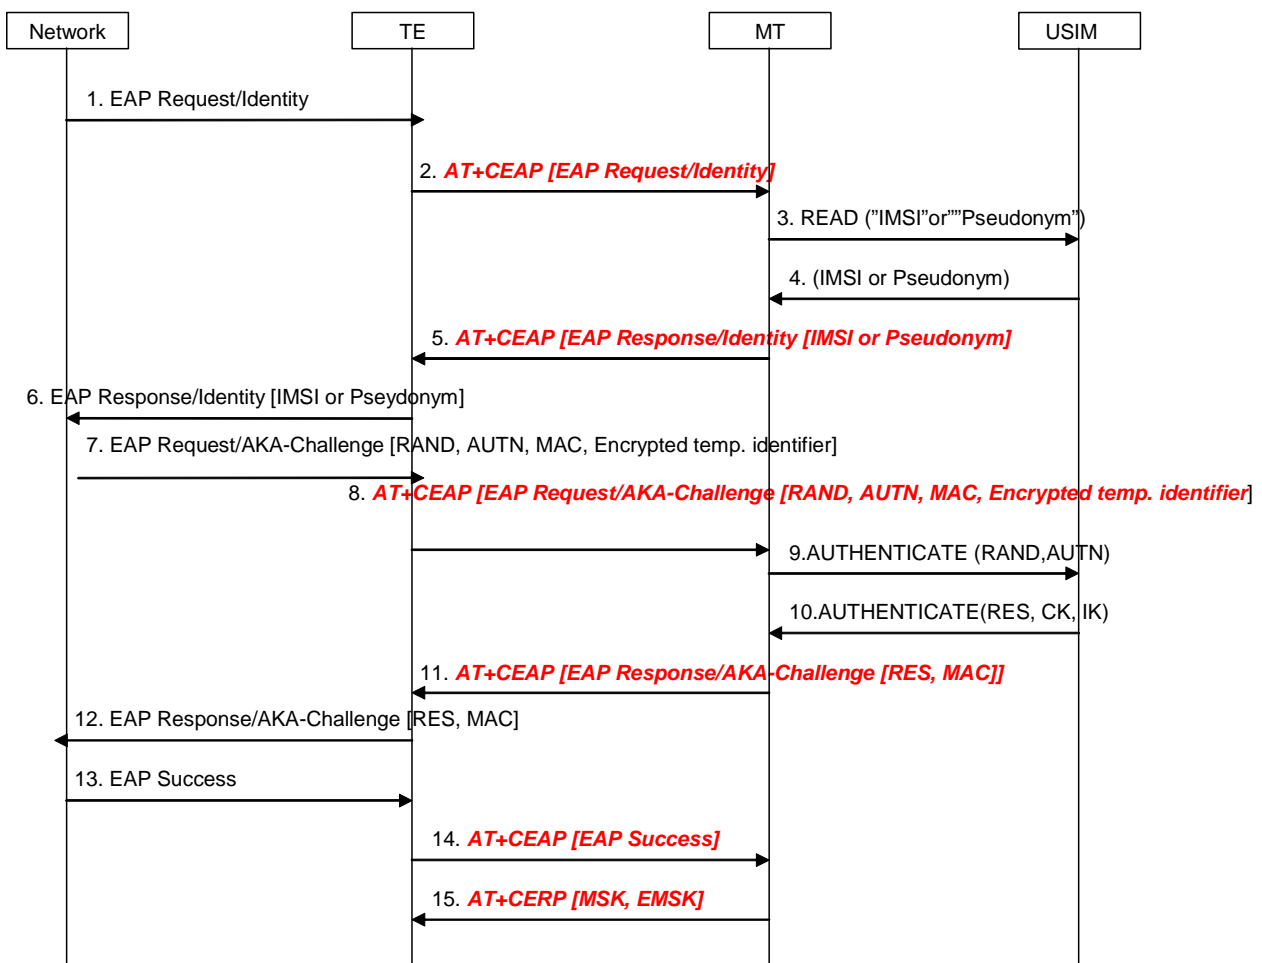 Network
TE
MT
USIM
1. EAP Request/Identity
2. AT+CEAP [EAP Request/Identity]
3. READ ("IMSI"or""Pseudonym")
4. (IMSI or Pseudonym)
5. AT+CEAP [EAP Response/Identity [IMSI or Pseudonym]
6. EAP Response/Identity [IMSI or Pseydonym]
7. EAP Request/AKA-Challenge [RAND, AUTN, MAC, Encrypted temp. identifier]
8. AT+CEAP [EAP Request/AKA-Challenge [RAND, AUTN, MAC, Encrypted temp. identifier]
9.AUTHENTICATE (RAND,AUTN)
10.AUTHENTICATE(RES, CK, IK)
11. AT+CEAP [EAP Response/AKA-Challenge [RES, MAC]]
12. EAP Response/AKA-Challenge [RES, MAC]
13. EAP Success
14. AT+CEAP [EAP Success]
15. AT+CERP [MSK, EMSK]